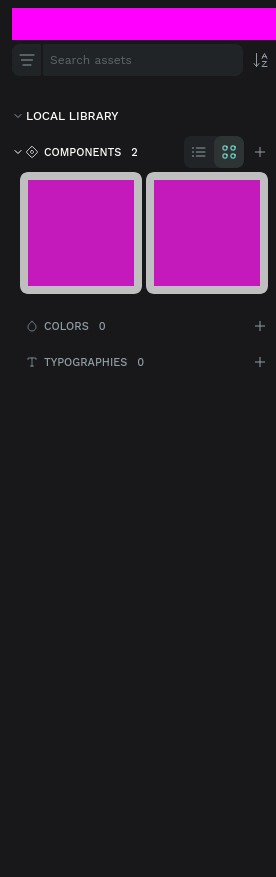 Search assets
LOCAL LIBRARY
COMPONENTS 2
COLORS 0
TYPOGRAPHIES 0